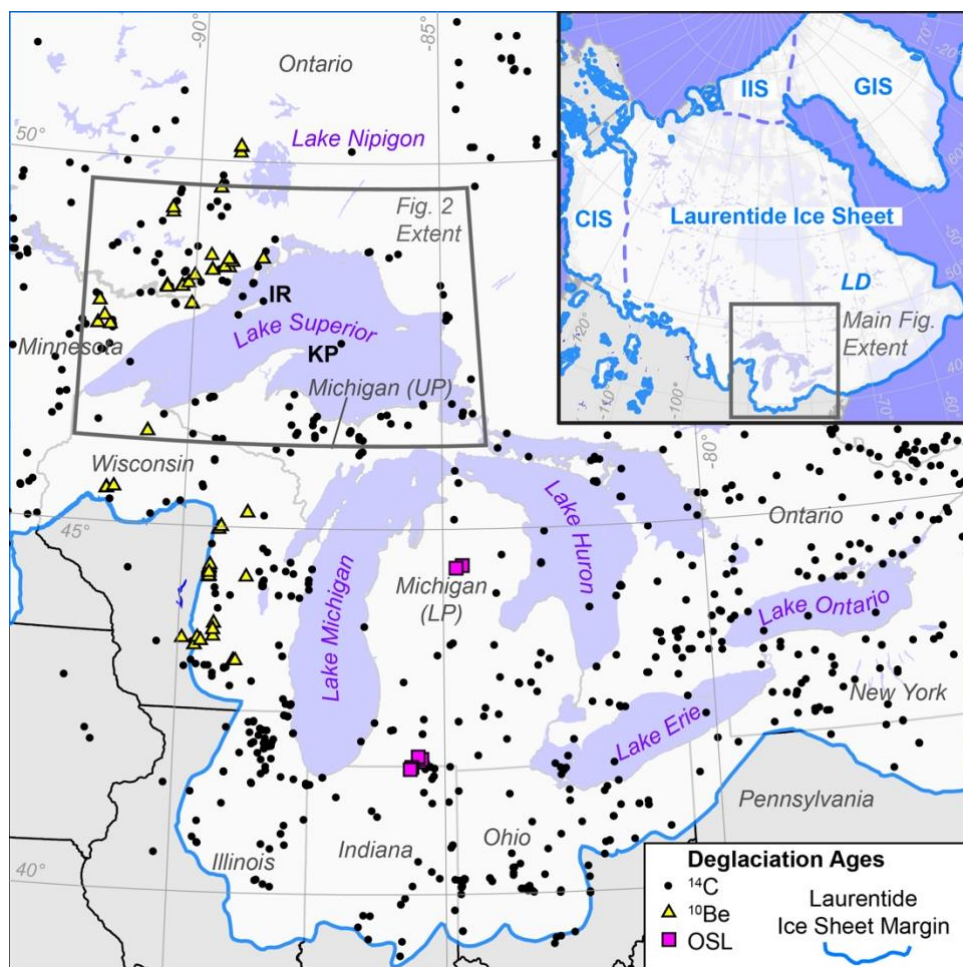 -90°
-85°
Ontario
Lake Nipigon
50°
Fig. 2
Extent
IR
Lake Superior
KP
Minnesota
Michigan (UP)
Wisconsin
45°
-80°
Ontario
Lake Huron
Michigan
(LP)
Lake Michigan
Lake Ontario
New York
Lake Erie
Pennsylvania
Illinois
Indiana
Ohio
40°
IIS
GIS
CIS
Laurentide Ice Sheet
LD
Main Fig.
Extent
70°
-20°
60°
50°
-120°
-140°
-100°
-70°
-60°
Deglaciation Ages
¹⁴C
¹⁰Be
OSL
Laurentide
Ice Sheet Margin